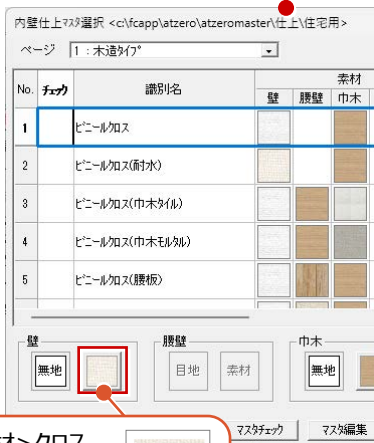 内壁仕上マスタ選択 <c:\fcapp\atzero\atzeromaster\仕上\住宅用>
ページ 1：木造タイプ
No. チェック 識別名 素材
壁 腰壁 巾木
1 ビニールクロス
2 ビニールクロス(耐水)
3 ビニールクロス(巾木タイル)
4 ビニールクロス(巾木モルタル)
5 ビニールクロス(腰板)
壁 腰壁 巾木
無地 目地 素材 無地
マスタチェック マスタ編集
クロス